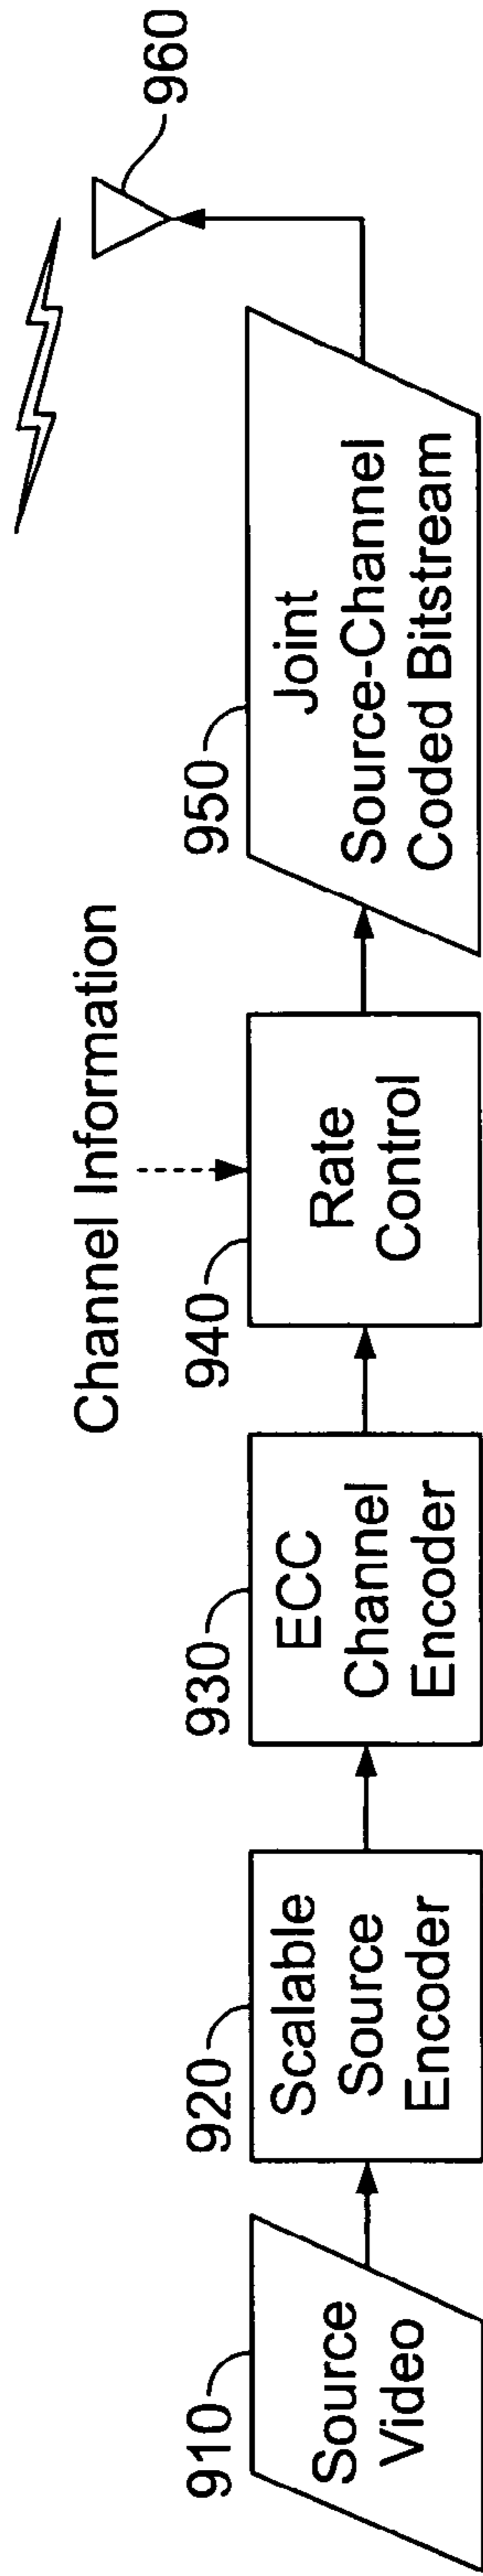 910
Source
Video
920
Scalable
Source
Encoder
930
ECC
Channel
Encoder
Channel Information
940
Rate
Control
950
Joint
Source-Channel
Coded Bitstream
960